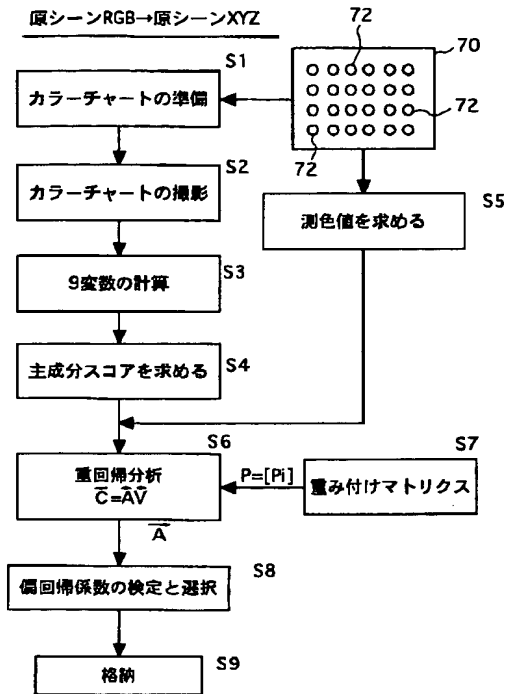 原シーンRGB→原シーンXYZ
72
70
S1
カラーチャートの準備
72
72
S2
カラーチャートの撮影
S5
測色値を求める
S3
9変数の計算
S4
主成分スコアを求める
S6
重回帰分析
C=AV
P=[Pi]
S7
重み付けマトリクス
A
S8
偏回帰係数の検定と選択
S9
格納